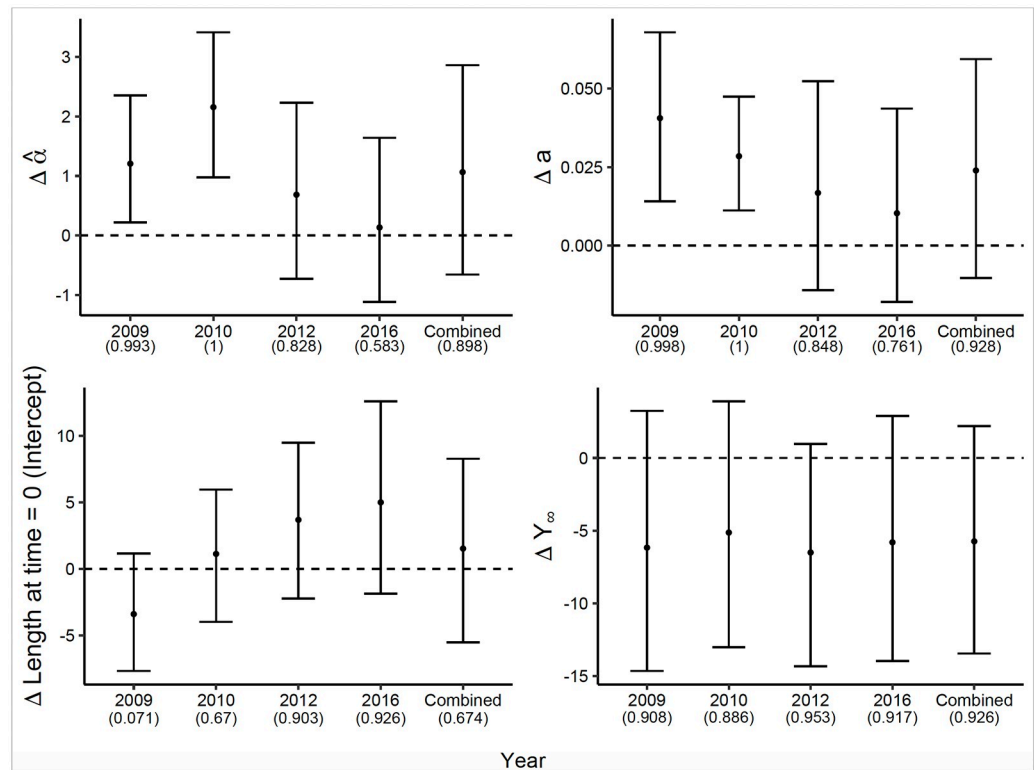 Δ α̂
3
2
1
0
-1
2009 2010 2012 2016 Combined
(0.993) (1) (0.828) (0.583) (0.898)
Δ a
0.050
0.025
0.000
2009 2010 2012 2016 Combined
(0.998) (1) (0.848) (0.761) (0.928)
Δ Length at time = 0 (Intercept)
10
5
0
-5
2009 2010 2012 2016 Combined
(0.071) (0.67) (0.903) (0.926) (0.674)
Δ Y∞
0
-5
-10
-15
2009 2010 2012 2016 Combined
(0.908) (0.886) (0.953) (0.917) (0.926)
Year